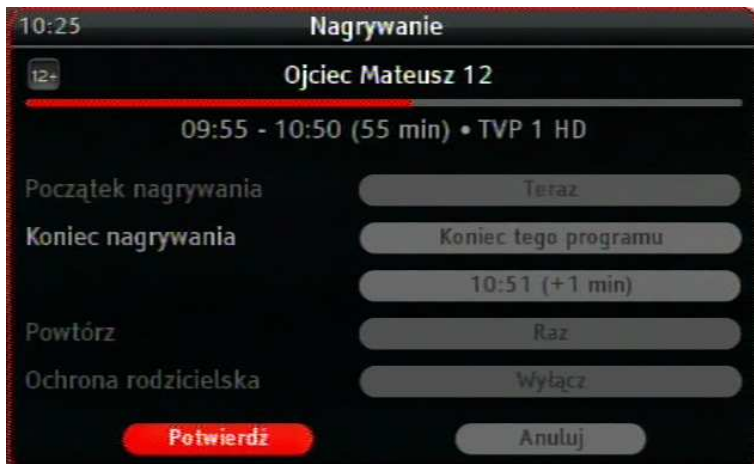 10:25 Nagrywanie
12+ Ojciec Mateusz 12
09:55 - 10:50 (55 min) • TVP 1 HD
Początek nagrywania Teraz
Koniec nagrywania Koniec tego programu
10:51 (+1 min)
Powtórz Raz
Ochrona rodzicielska Wyłącz
Potwierdź Anuluj